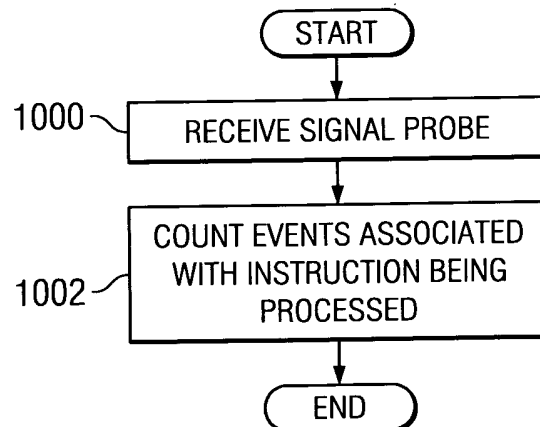 START
1000
RECEIVE SIGNAL PROBE
1002
COUNT EVENTS ASSOCIATED
WITH INSTRUCTION BEING
PROCESSED
END